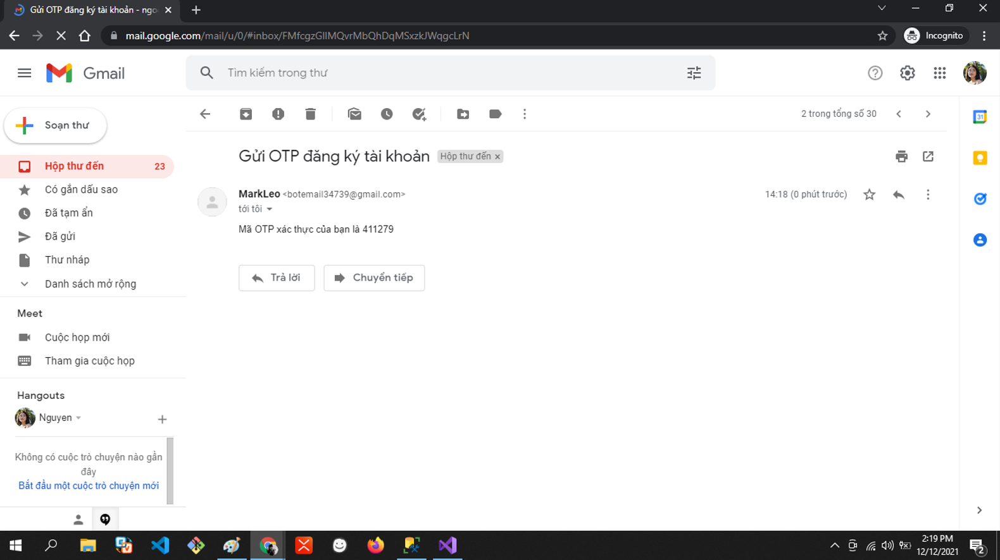 Gửi OTP đăng ký tài khoản - ngo
mail.google.com/mail/u/0/#inbox/FMfcgzGllMQvrMbQhDqMSxzkJWqgcLrN
Incognito
Gmail
Tìm kiếm trong thư
Soạn thư
2 trong tổng số 30
31
Gửi OTP đăng ký tài khoản
Hộp thư đến ×
Hộp thư đến 23
Có gắn dấu sao
MarkLeo <botemail34739@gmail.com>
14:18 (0 phút trước)
tới tôi
Đã tạm ẩn
Mã OTP xác thực của bạn là 411279
Đã gửi
Thư nháp
Trả lời
Chuyển tiếp
Danh sách mở rộng
Meet
Cuộc họp mới
Tham gia cuộc họp
Hangouts
Nguyen
Không có cuộc trò chuyện nào gần
đây
Bắt đầu một cuộc trò chuyện mới
2:19 PM
12/12/2021
2